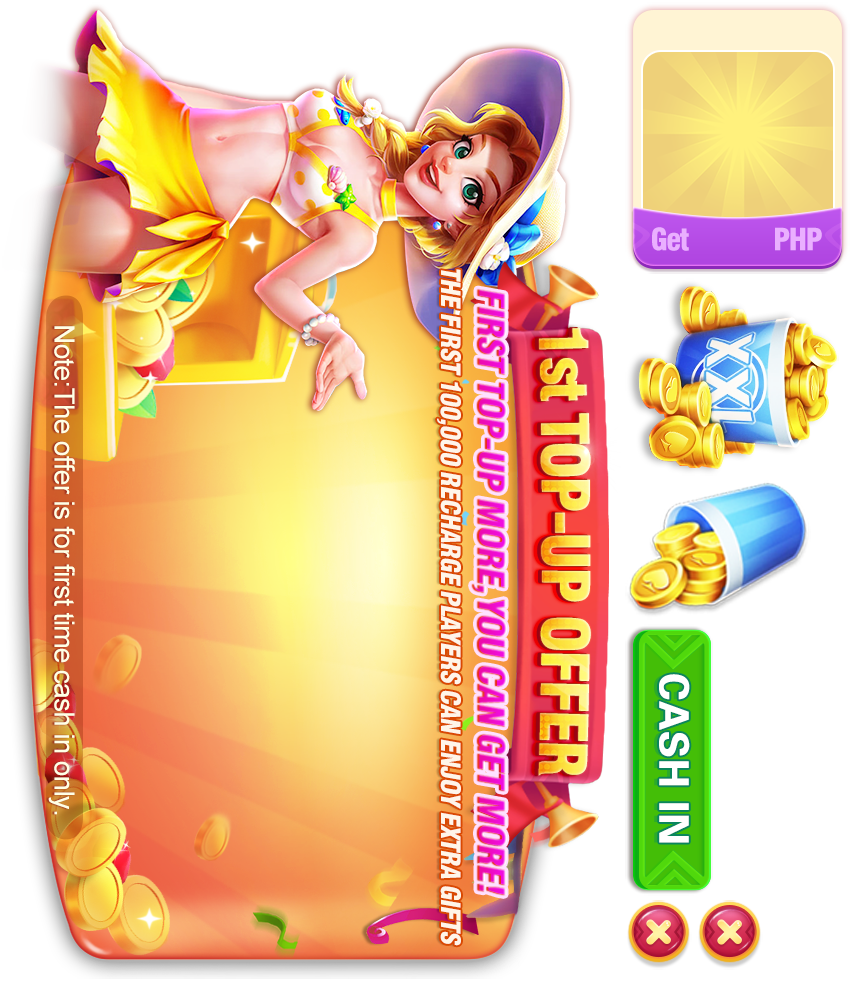 1st TOP-UP OFFER
FIRST TOP-UP MORE, YOU CAN GET MORE!
THE FIRST 100,000 RECHARGE PLAYERS CAN ENJOY EXTRA GIFTS
Note:The offer is for first time cash in only.
Get PHP
XXL
CASH IN